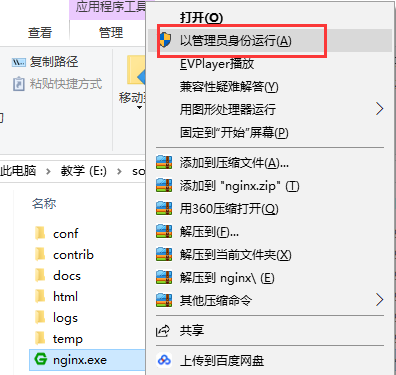 应用程序工具
查看
管理
复制路径
粘贴快捷方式
移动到
此电脑
教学 (E:)
so
名称
conf
contrib
docs
html
logs
temp
nginx.exe
打开(O)
以管理员身份运行(A)
EVPlayer播放
兼容性疑难解答(Y)
用图形处理器运行
固定到"开始"屏幕(P)
添加到压缩文件(A)...
添加到 "nginx.zip" (T)
用360压缩打开(Q)
解压到(F)...
解压到当前文件夹(X)
解压到 nginx\ (E)
其他压缩命令
共享
上传到百度网盘